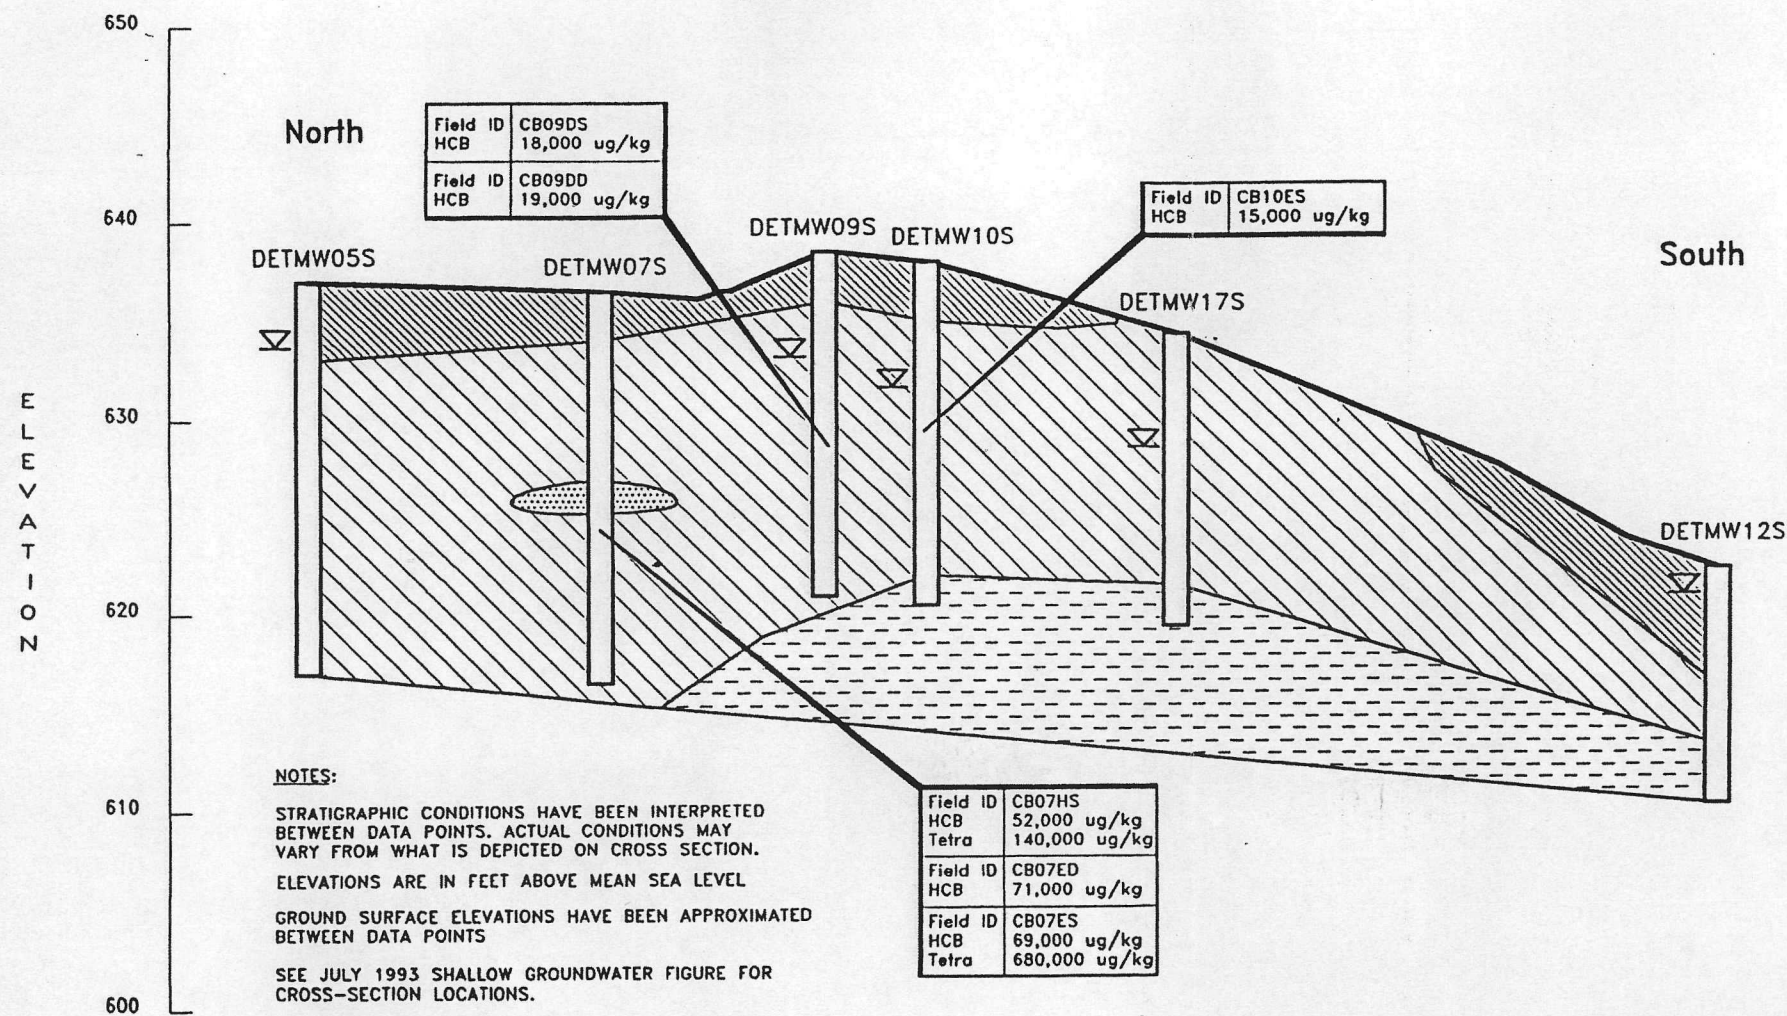 650
North
Field ID CB09DS
HCB 18,000 ug/kg
Field ID CB09DD
HCB 19,000 ug/kg
Field ID CB10ES
HCB 15,000 ug/kg
640
DETMW05S
DETMW07S
DETMW09S
DETMW10S
DETMW17S
South
630
ELEVATION
620
DETMW12S
610
NOTES:
STRATIGRAPHIC CONDITIONS HAVE BEEN INTERPRETED
BETWEEN DATA POINTS. ACTUAL CONDITIONS MAY
VARY FROM WHAT IS DEPICTED ON CROSS SECTION.
ELEVATIONS ARE IN FEET ABOVE MEAN SEA LEVEL
GROUND SURFACE ELEVATIONS HAVE BEEN APPROXIMATED
BETWEEN DATA POINTS
SEE JULY 1993 SHALLOW GROUNDWATER FIGURE FOR
CROSS-SECTION LOCATIONS.
Field ID CB07HS
HCB 52,000 ug/kg
Tetra 140,000 ug/kg
Field ID CB07ED
HCB 71,000 ug/kg
Field ID CB07ES
HCB 69,000 ug/kg
Tetra 680,000 ug/kg
600